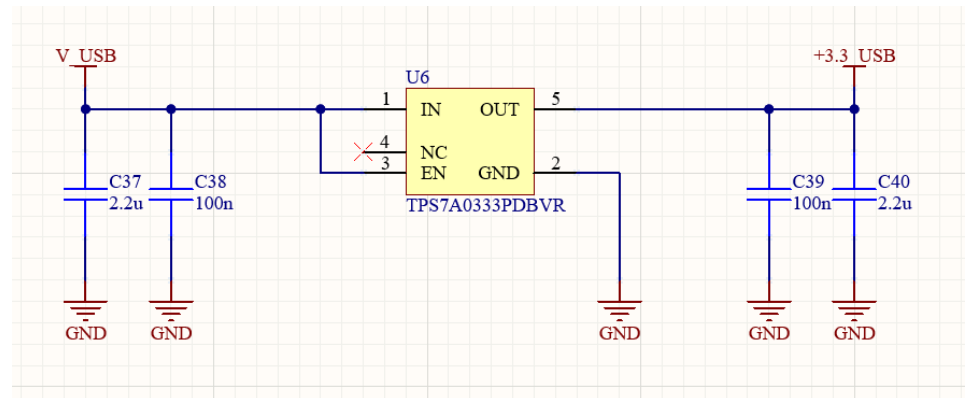 V_USB
+3.3_USB
U6
1
IN
OUT
5
4
NC
3
EN
GND
2
TPS7A0333PDBVR
C37
2.2u
C38
100n
C39
100n
C40
2.2u
GND
GND
GND
GND
GND